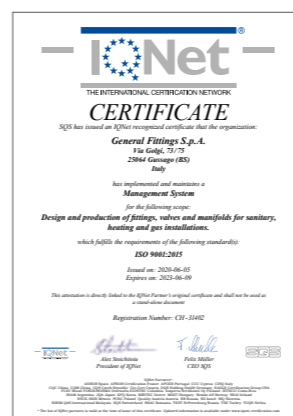 IQNet
®
THE INTERNATIONAL CERTIFICATION NETWORK
CERTIFICATE
SQS has issued an IQNet recognized certificate that the organization:
General Fittings S.p.A.
Via Golgi, 73/75
25064 Gussago (BS)
Italy
has implemented and maintains a
Management System
for the following scope:
Design and production of fittings, valves and manifolds for sanitary,
heating and gas installations.
which fulfills the requirements of the following standard(s):
ISO 9001:2015
Issued on: 2020-06-05
Expires on: 2023-06-09
This attestation is directly linked to the IQNet Partner's original certificate and shall not be used as
a stand-alone document
Registration Number: CH-31402
IQNet
Alex Stoichitoiu
President of IQNet
Felix Müller
CEO SQS
SQS
IQNet Partners*: